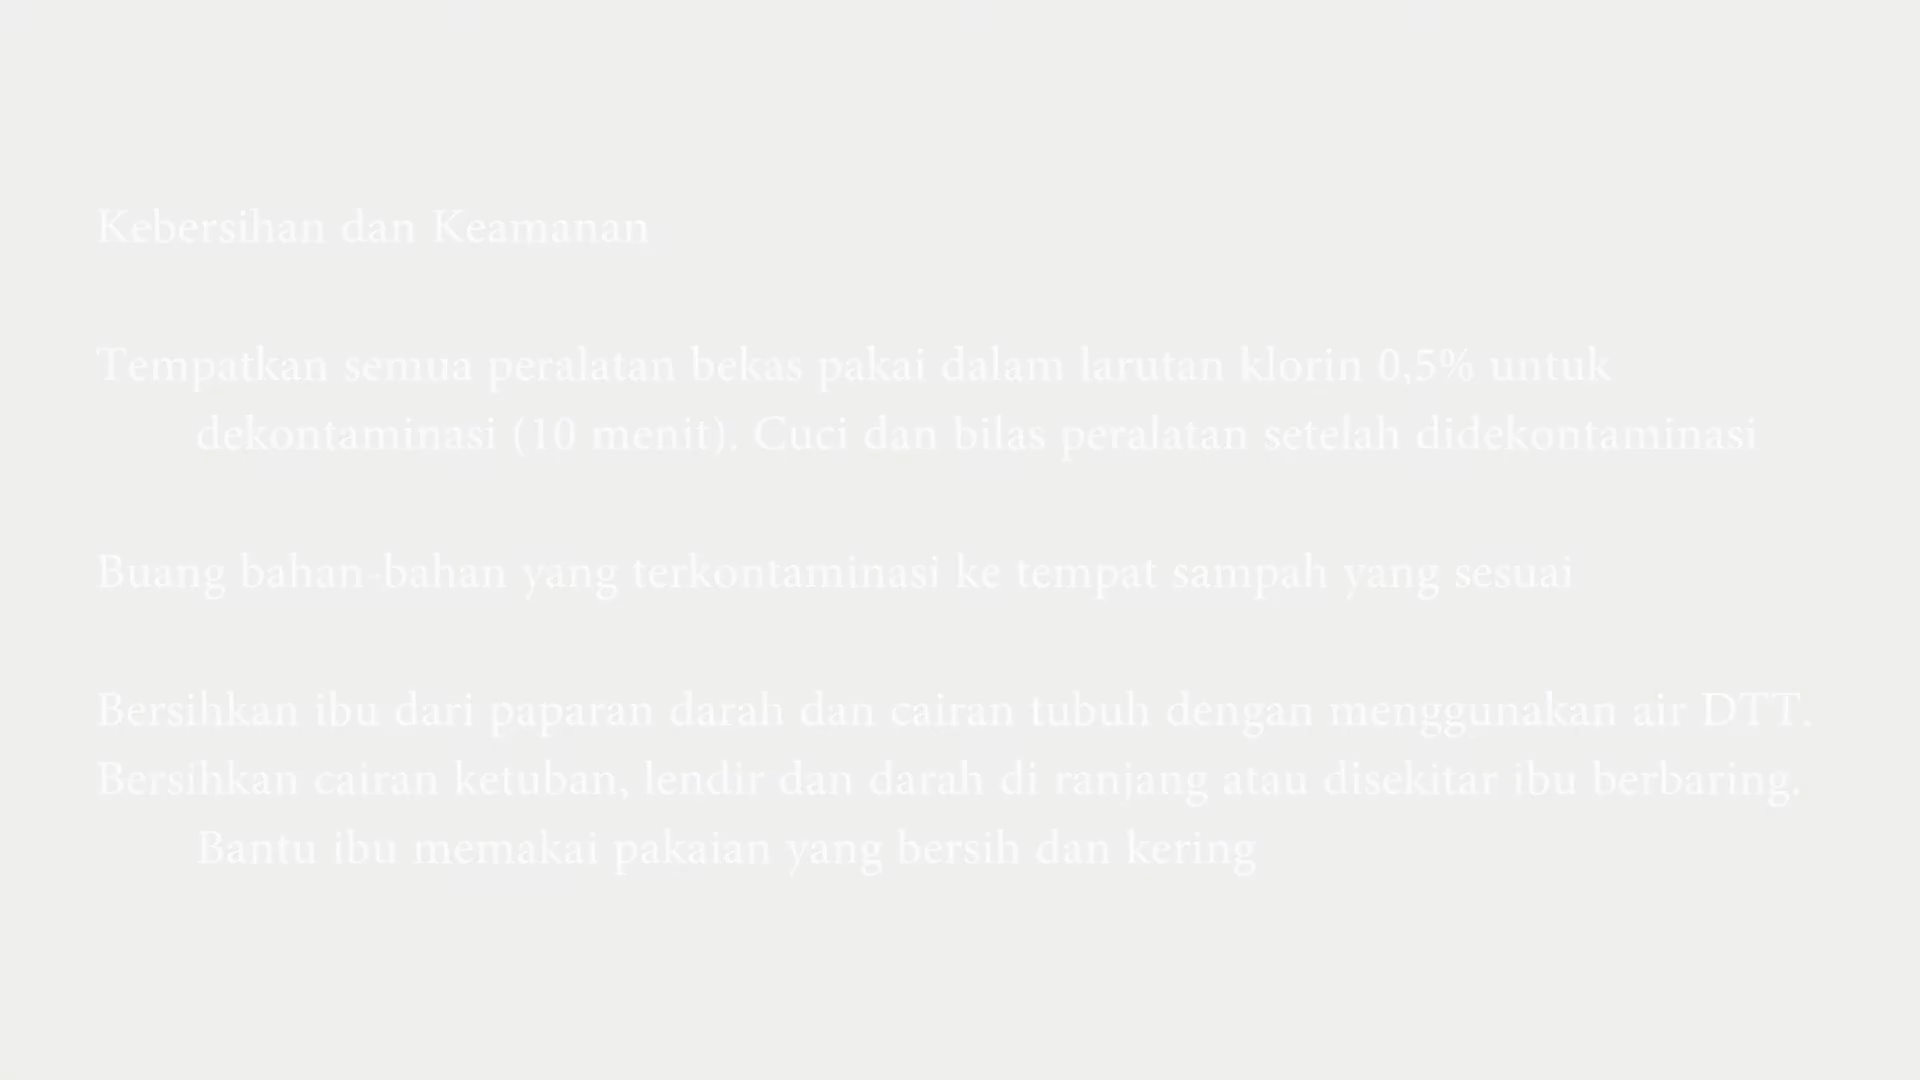 Kebersihan dan Keamanan
Tempatkan semua peralatan bekas pakai dalam larutan klorin 0,5% untuk
dekontaminasi (10 menit). Cuci dan bilas peralatan setelah didekontaminasi
Buang bahan-bahan yang terkontaminasi ke tempat sampah yang sesuai
Bersihkan ibu dari paparan darah dan cairan tubuh dengan menggunakan air DTT.
Bersihkan cairan ketuban, lendir dan darah di ranjang atau disekitar ibu berbaring.
Bantu ibu memakai pakaian yang bersih dan kering